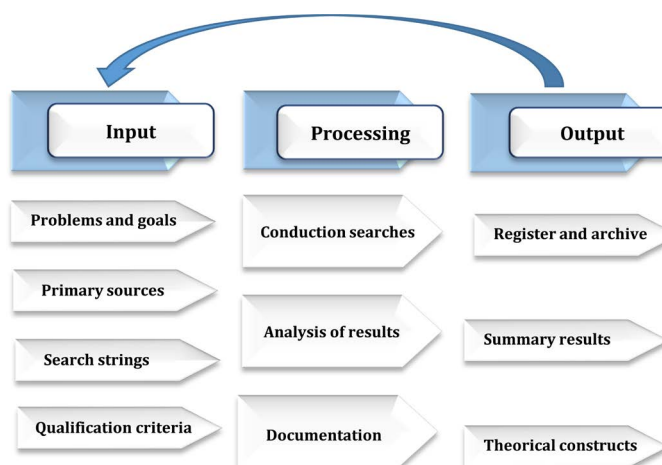 Input
Processing
Output
Problems and goals
Primary sources
Search strings
Qualification criteria
Conduction searches
Analysis of results
Documentation
Register and archive
Summary results
Theorical constructs